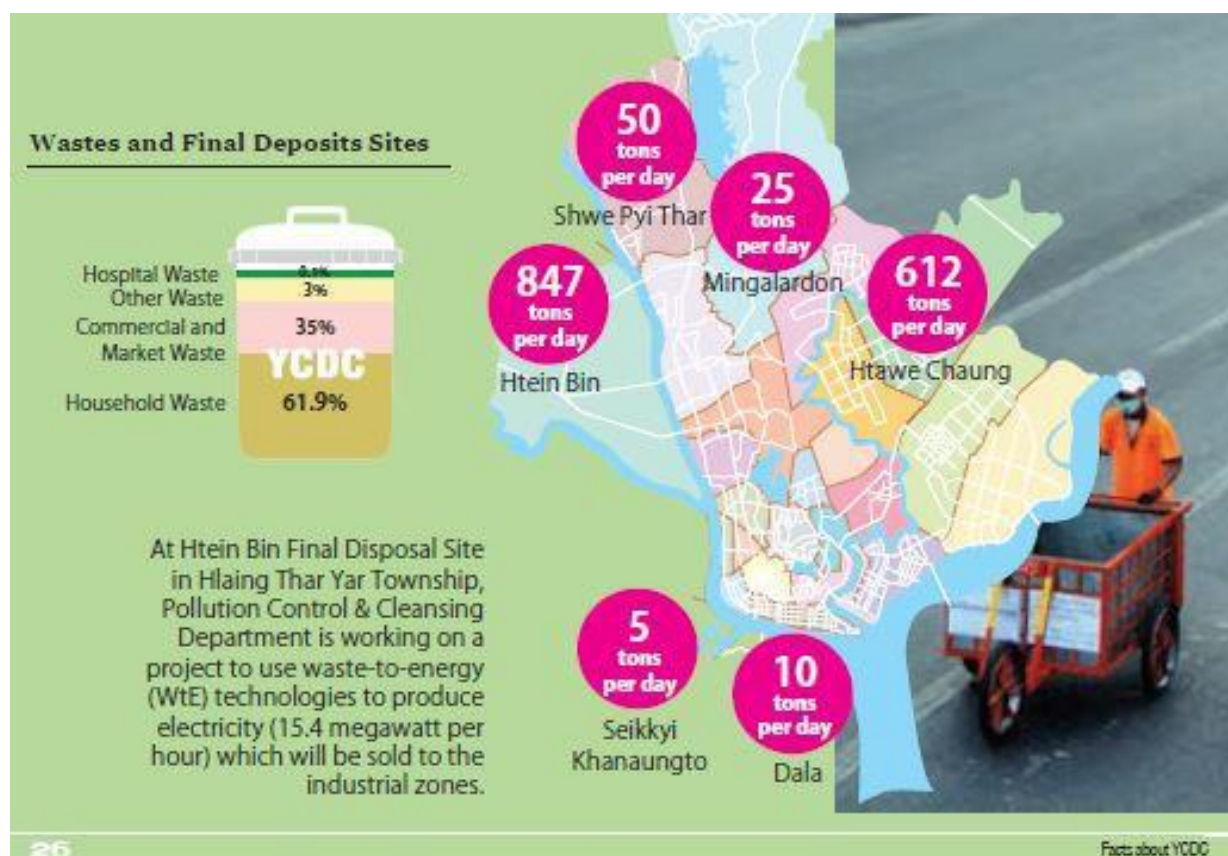 Wastes and Final Deposits Sites
Hospital Waste
Other Waste
3%
Commercial and
Market Waste
35%
YCDC
Household Waste
61.9%
At Htein Bin Final Disposal Site
in Hlaing Thar Yar Township,
Pollution Control & Cleansing
Department is working on a
project to use waste-to-energy
(WtE) technologies to produce
electricity (15.4 megawatt per
hour) which will be sold to the
industrial zones.
50
tons
per day
Shwe Pyi Thar
25
tons
per day
Mingalardon
847
tons
per day
Htein Bin
612
tons
per day
Htawe Chaung
5
tons
per day
Seikkyi
Khanaungto
10
tons
per day
Dala
26
Facts about YCDC